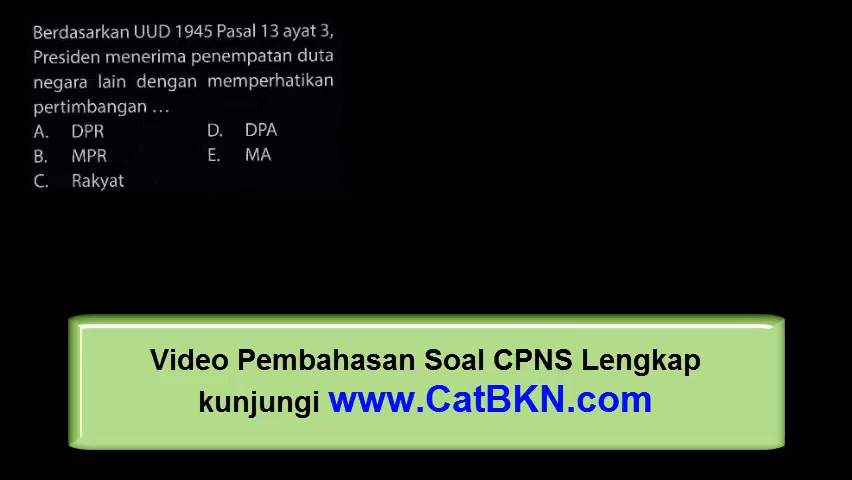 Berdasarkan UUD 1945 Pasal 13 ayat 3,
Presiden menerima penempatan duta
negara lain dengan memperhatikan
pertimbangan ...
A. DPR D. DPA
B. MPR E. MA
C. Rakyat
Video Pembahasan Soal CPNS Lengkap
kunjungi www.CatBKN.com